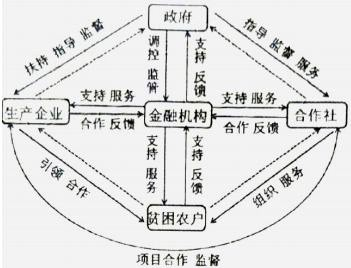 政府
扶持 指导 监督
调控 监管
支持 反馈
指导 监督 服务
支持 服务
支持 服务
生产企业
金融机构
合作社
合作 反馈
合作 反馈
引领 合作
支持 服务
支持 反馈
组织 服务
贫困农户
项目合作 监督